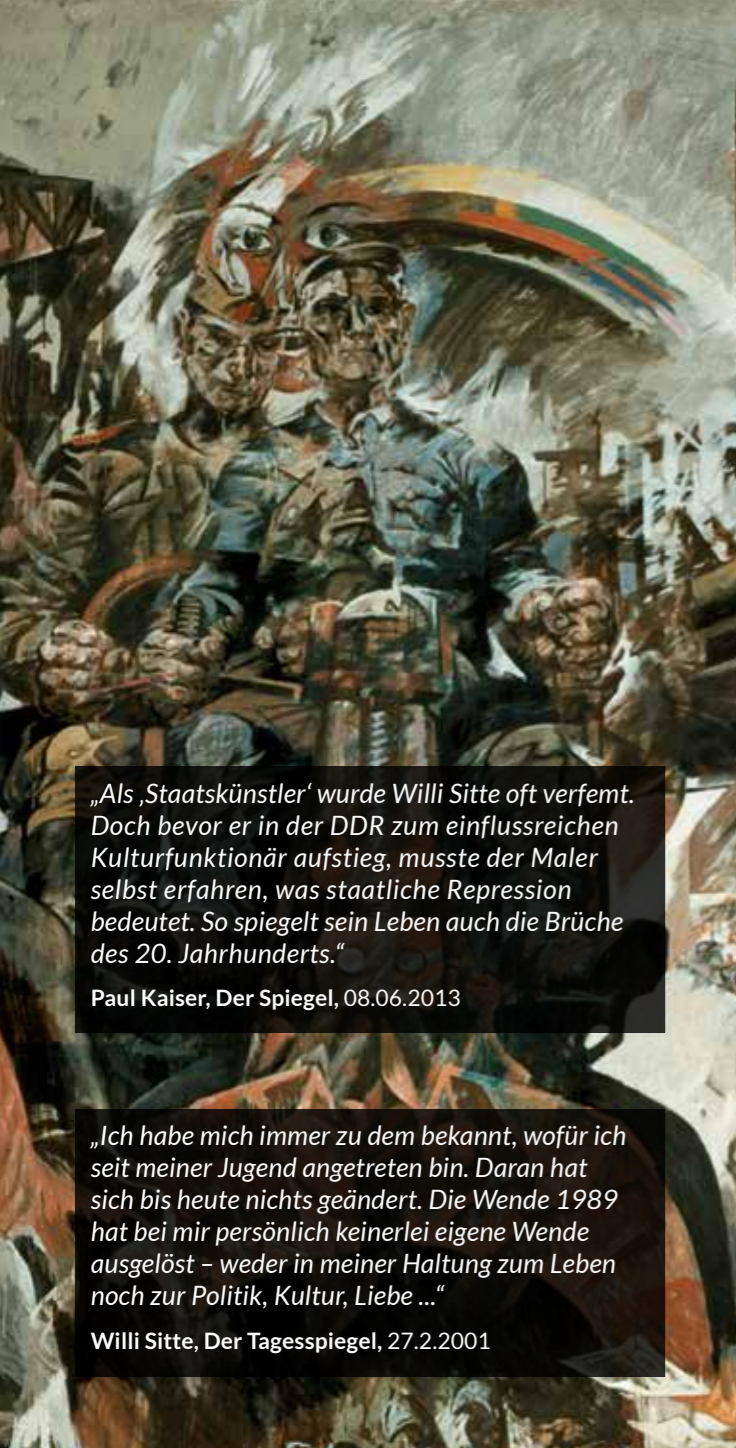 „Als ‚Staatskünstler‘ wurde Willi Sitte oft verfemt.
Doch bevor er in der DDR zum einflussreichen
Kulturfunktionär aufstieg, musste der Maler
selbst erfahren, was staatliche Repression
bedeutet. So spiegelt sein Leben auch die Brüche
des 20. Jahrhunderts.“
Paul Kaiser, Der Spiegel, 08.06.2013
„Ich habe mich immer zu dem bekannt, wofür ich
seit meiner Jugend angetreten bin. Daran hat
sich bis heute nichts geändert. Die Wende 1989
hat bei mir persönlich keinerlei eigene Wende
ausgelöst – weder in meiner Haltung zum Leben
noch zur Politik, Kultur, Liebe ...“
Willi Sitte, Der Tagesspiegel, 27.2.2001